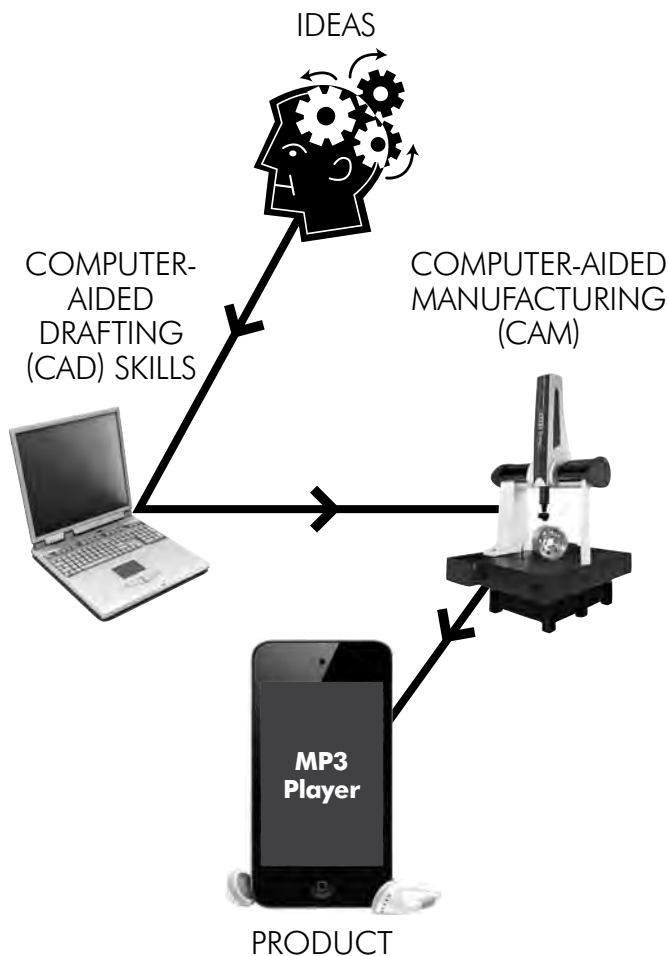 IDEAS
COMPUTER-
AIDED
DRAFTING
(CAD) SKILLS
COMPUTER-AIDED
MANUFACTURING
(CAM)
MP3
Player
PRODUCT